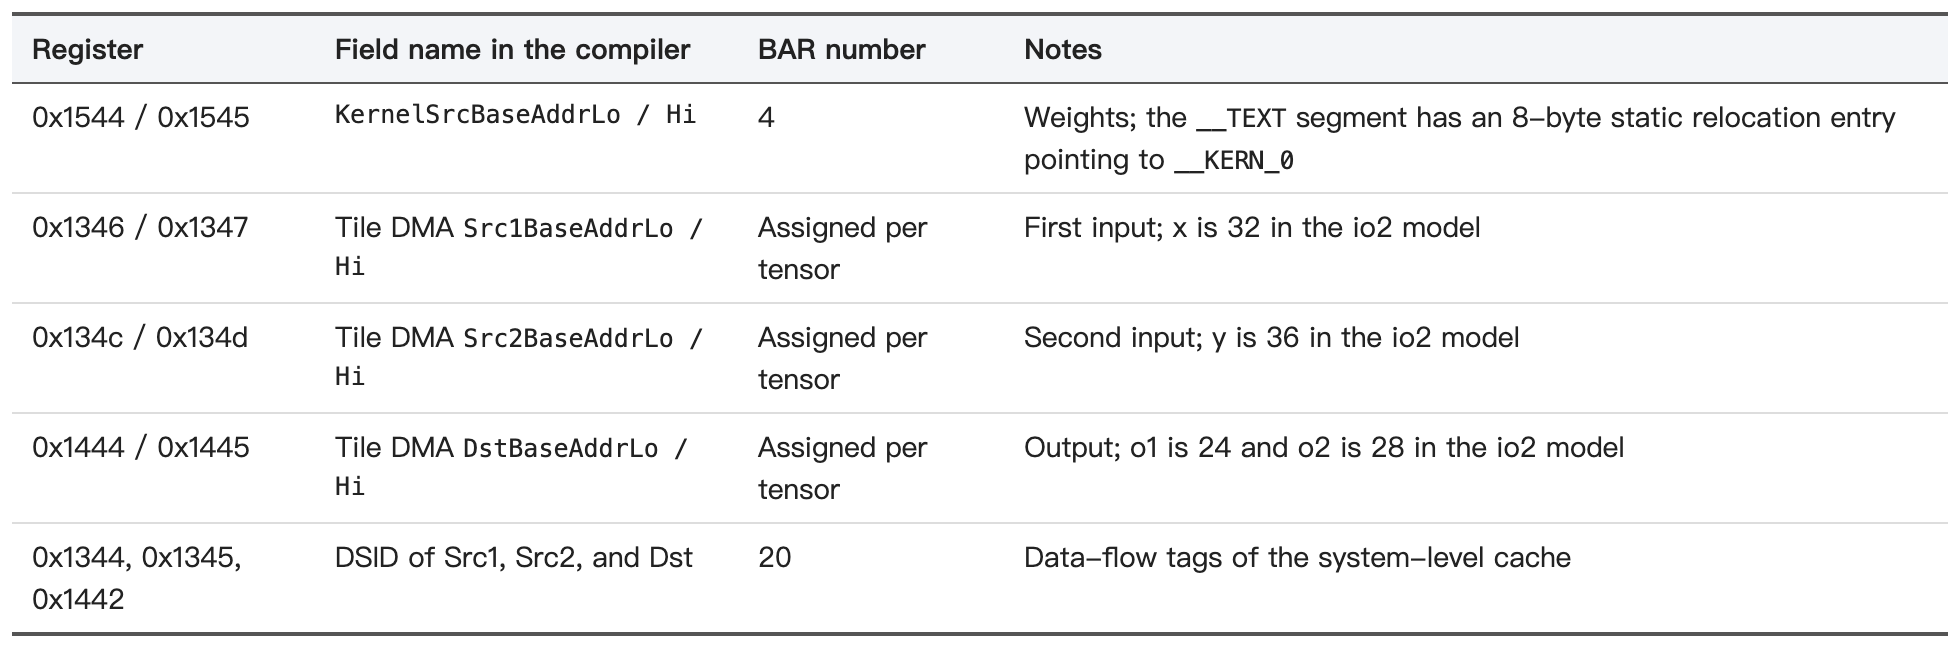 Register Field name in the compiler BAR number Notes
0x1544 / 0x1545 KernelSrcBaseAddrLo / Hi 4 Weights; the __TEXT segment has an 8–byte static relocation entry
pointing to __KERN_0
0x1346 / 0x1347 Tile DMA Src1BaseAddrLo / Assigned per First input; x is 32 in the io2 model
Hi tensor
0x134c / 0x134d Tile DMA Src2BaseAddrLo / Assigned per Second input; y is 36 in the io2 model
Hi tensor
0x1444 / 0x1445 Tile DMA DstBaseAddrLo / Assigned per Output; o1 is 24 and o2 is 28 in the io2 model
Hi tensor
0x1344, 0x1345, DSID of Src1, Src2, and Dst 20 Data–flow tags of the system–level cache
0x1442